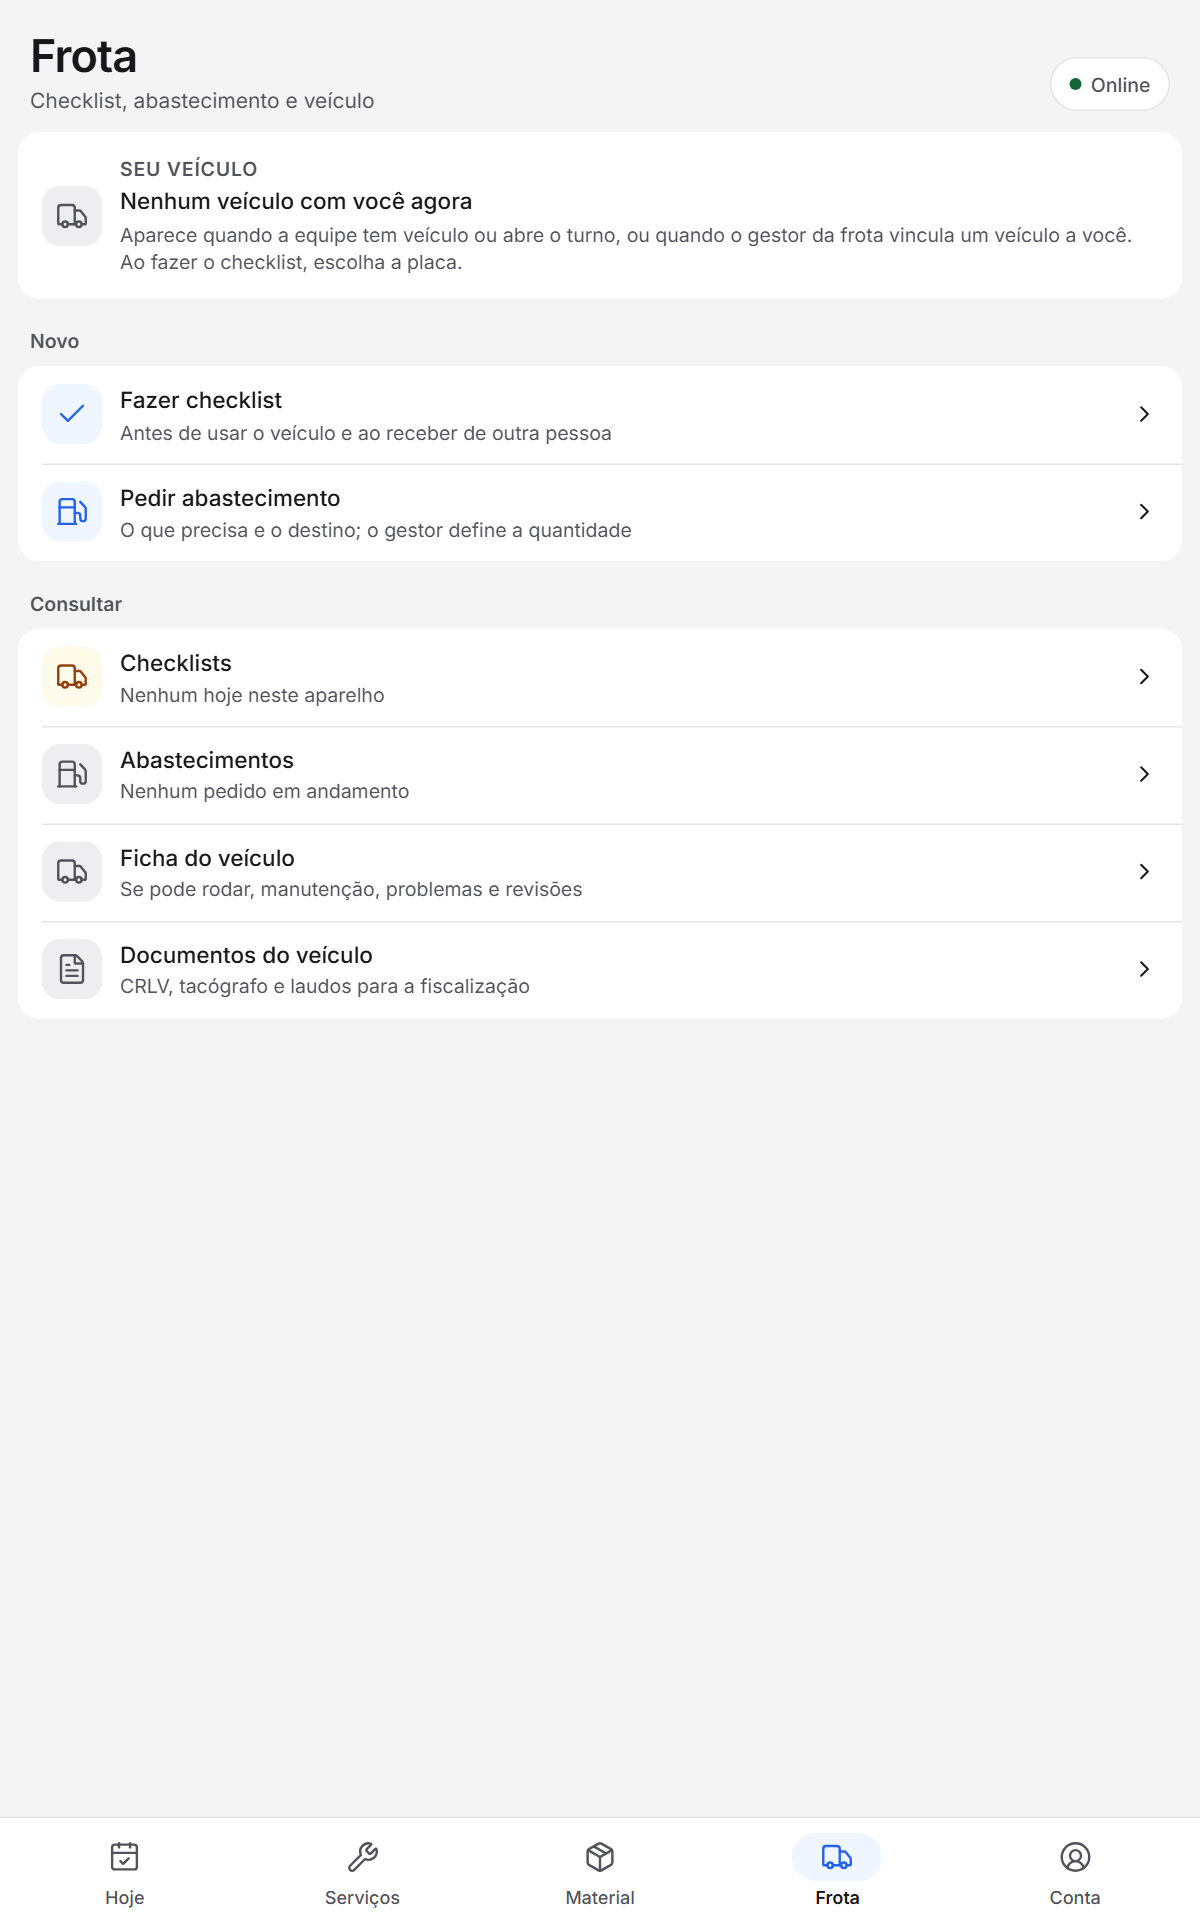 Frota
Checklist, abastecimento e veículo
Online
SEU VEÍCULO
Nenhum veículo com você agora
Aparece quando a equipe tem veículo ou abre o turno, ou quando o gestor da frota vincula um veículo a você.
Ao fazer o checklist, escolha a placa.
Novo
Fazer checklist
Antes de usar o veículo e ao receber de outra pessoa
Pedir abastecimento
O que precisa e o destino; o gestor define a quantidade
Consultar
Checklists
Nenhum hoje neste aparelho
Abastecimentos
Nenhum pedido em andamento
Ficha do veículo
Se pode rodar, manutenção, problemas e revisões
Documentos do veículo
CRLV, tacógrafo e laudos para a fiscalização
Hoje
Serviços
Material
Frota
Conta